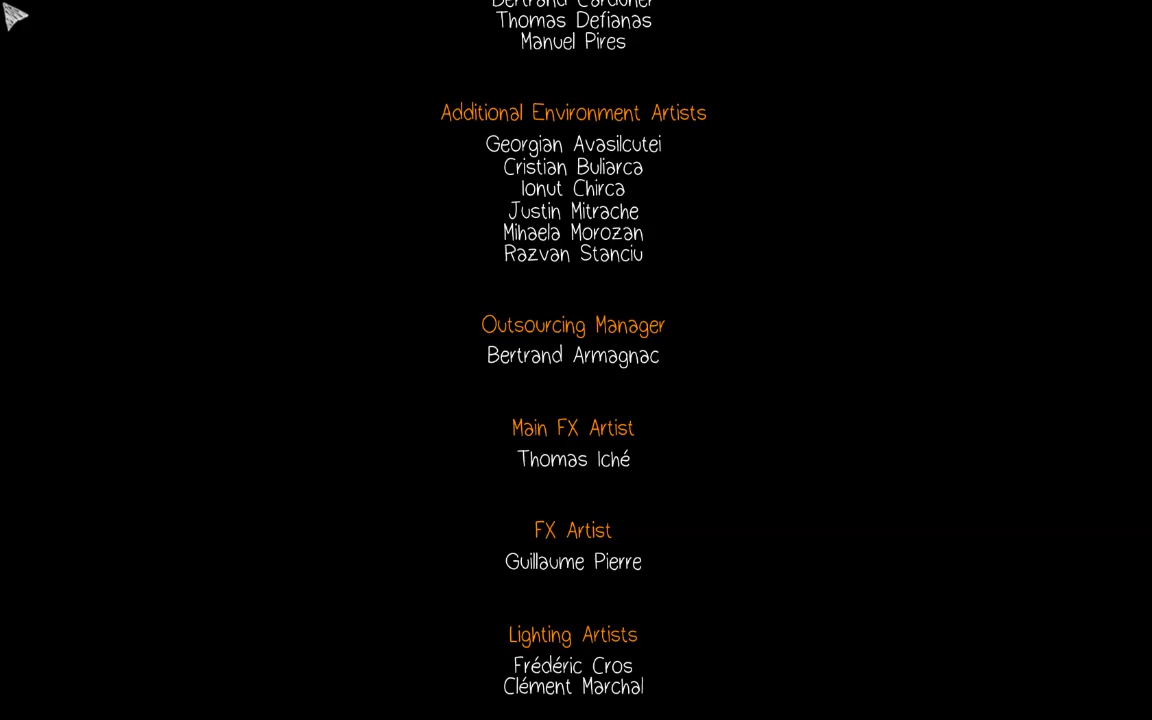 Bertrand Carduner
Thomas Defianas
Manuel Pires
Additional Environment Artists
Georgian Avasilcutei
Cristian Buliarca
Ionut Chirca
Justin Mitrache
Mihaela Morozan
Razvan Stanciu
Outsourcing Manager
Bertrand Armagnac
Main FX Artist
Thomas Iché
FX Artist
Guillaume Pierre
Lighting Artists
Frédéric Cros
Clément Marchal